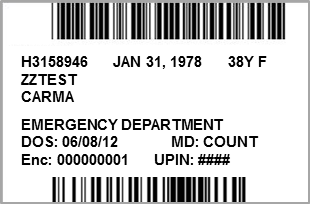 H3158946 JAN 31, 1978 38Y F
ZZTEST
CARMA
EMERGENCY DEPARTMENT
DOS: 06/08/12 MD: COUNT
Enc: 000000001 UPIN: ####